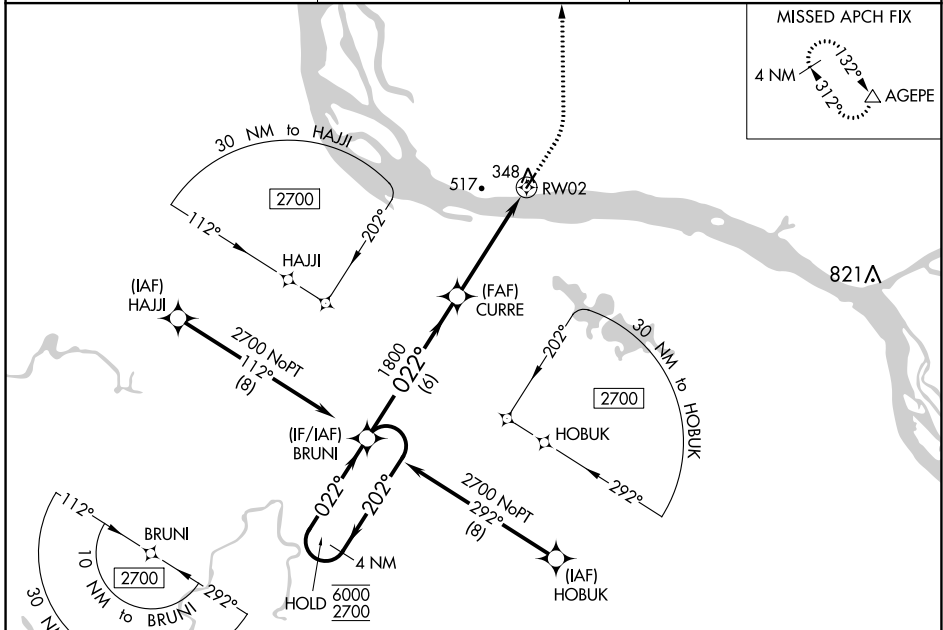 MISSED APCH FIX
4 NM
132°
312°
AGEPE
30 NM to HAJJI
2700
112°
202°
HAJJI
517
348
RW02
821
(IAF)
HAJJI
2700 NoPT
112°
(8)
(FAF)
CURRE
1800
022°
(6)
(IF/IAF)
BRUNI
30 NM to HOBUK
202°
2700
HOBUK
292°
022°
202°
4 NM
HOLD
6000
2700
2700 NoPT
292°
(8)
(IAF)
HOBUK
112°
BRUNI
2700
292°
10 NM to BRUNI
30 NM